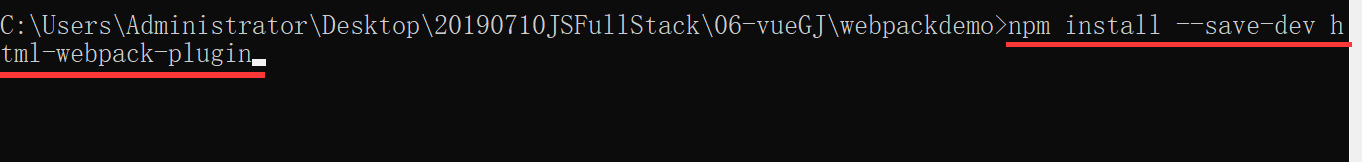 C:\Users\Administrator\Desktop\20190710JSFullStack\06-vueGJ\webpackdemo>npm install --save-dev h
tml-webpack-plugin